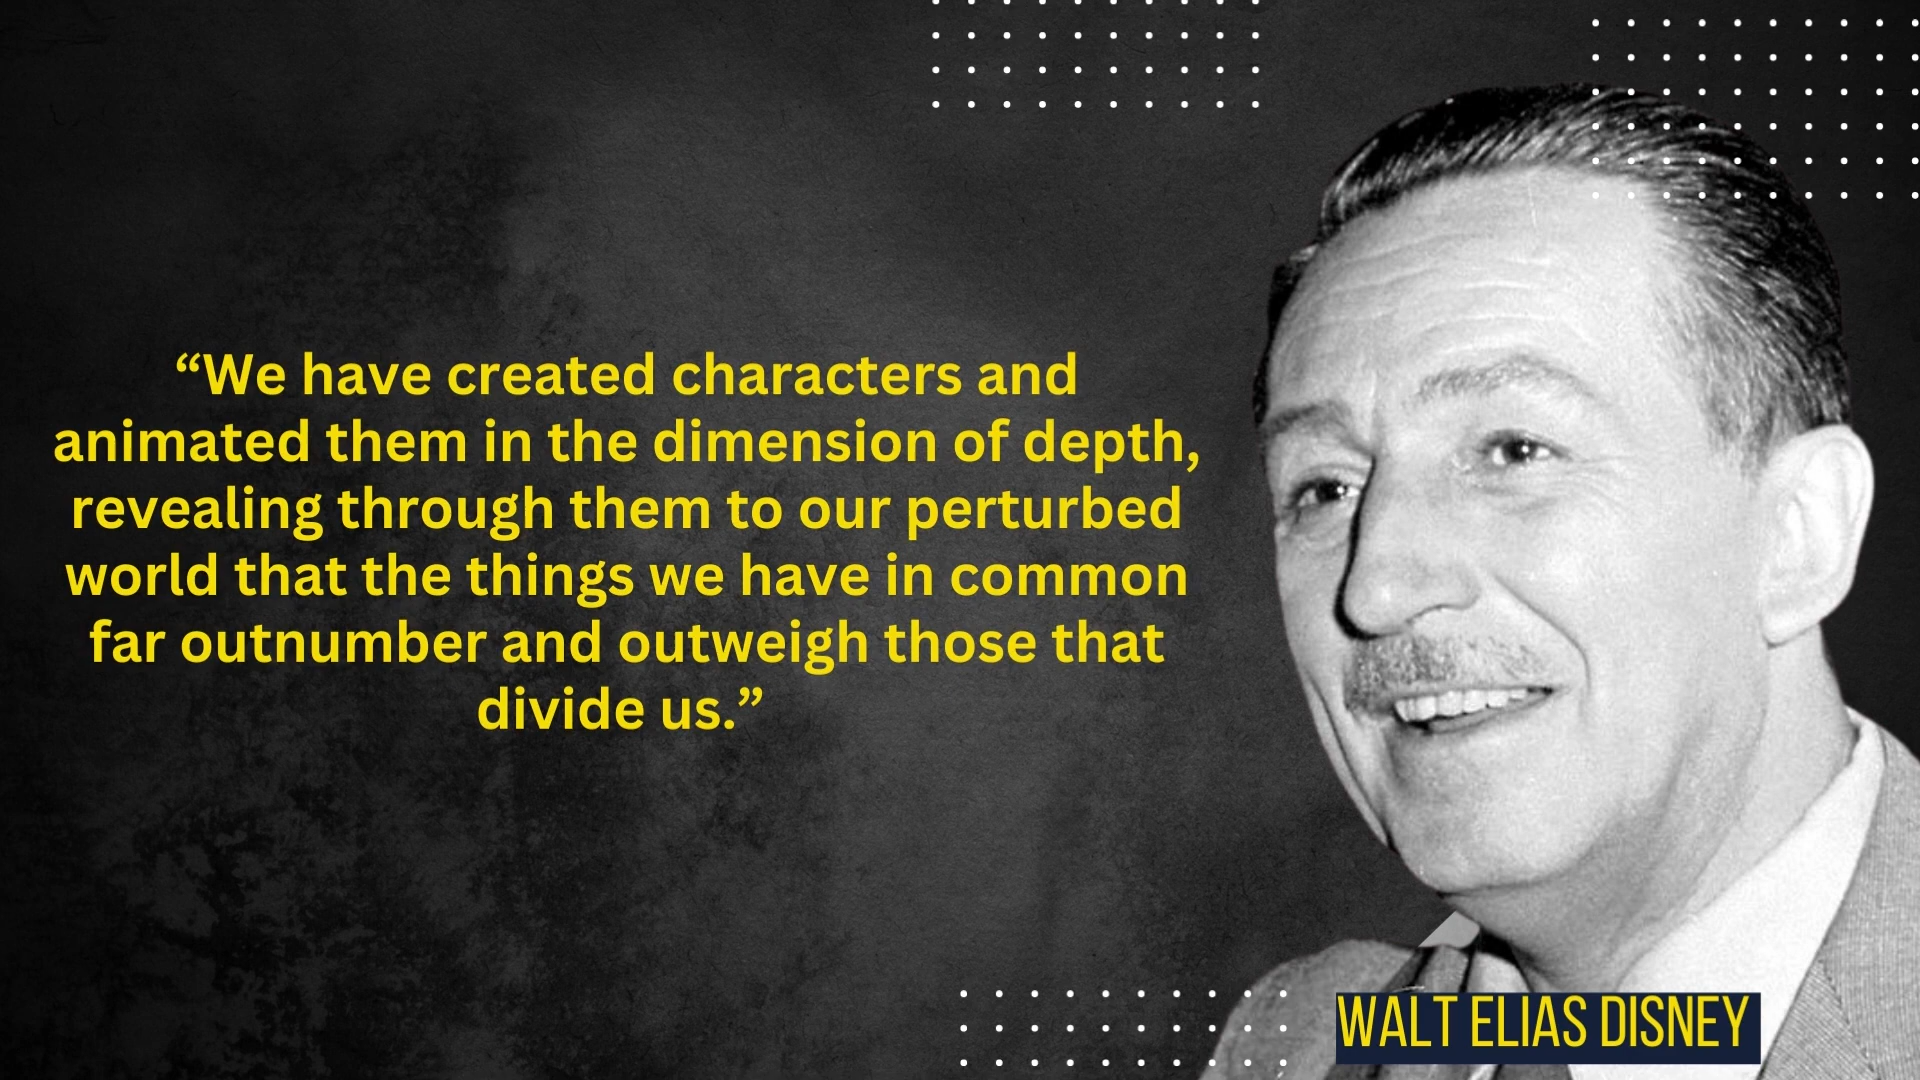 “We have created characters and
animated them in the dimension of depth,
revealing through them to our perturbed
world that the things we have in common
far outnumber and outweigh those that
divide us.”
WALT ELIAS DISNEY